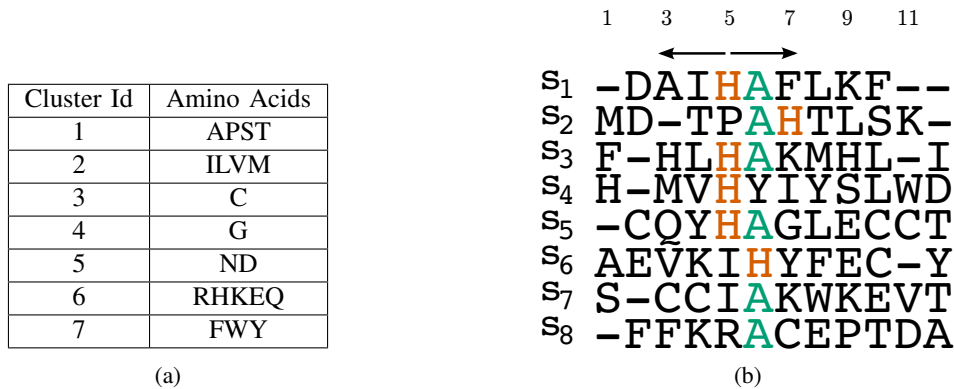 Cluster Id Amino Acids
1 APST
2 ILVM
3 C
4 G
5 ND
6 RHKEQ
7 FWY
(a)
1 3 5 7 9 11
S1 –DAIHAFLKF––
S2 MD–TPAHTLSK–
S3 F–HLHAKMHL–I
S4 H–MVHYIYSLWD
S5 –CQYHAGLECCT
S6 AEVKIHYFEC–Y
S7 S–CCIAKWKEVT
S8 –FFKRACEPTDA
(b)